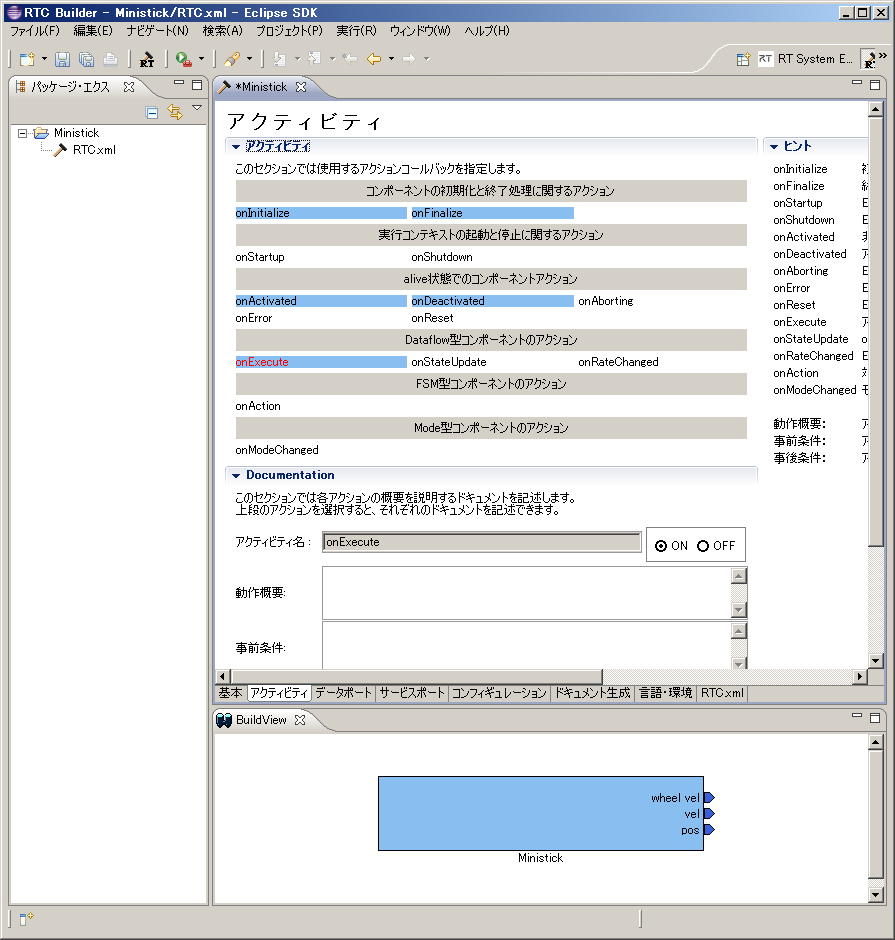 RTC Builder - Ministick/RTC.xml - Eclipse SDK
ファイル(F) 編集(E) ナビゲート(N) 検索(A) プロジェクト(P) 実行(R) ウィンドウ(W) ヘルプ(H)
RT RT RT System E... R »
パッケージ・エクス
Ministick
RTC.xml
*Ministick
アクティビティ
アクティビティ
このセクションでは使用するアクションコールバックを指定します。
コンポーネントの初期化と終了処理に関するアクション
onInitialize onFinalize
実行コンテキストの起動と停止に関するアクション
onStartup onShutdown
alive状態でのコンポーネントアクション
onActivated onDeactivated onAborting
onError onReset
Dataflow型コンポーネントのアクション
onExecute onStateUpdate onRateChanged
FSM型コンポーネントのアクション
onAction
Mode型コンポーネントのアクション
onModeChanged
Documentation
このセクションでは各アクションの概要を説明するドキュメントを記述します。
上段のアクションを選択すると、それぞれのドキュメントを記述できます。
アクティビティ名: onExecute ON OFF
動作概要:
事前条件:
ヒント
onInitialize
onFinalize
onStartup E
onShutdown E
onActivated
onDeactivated ア
onAborting E
onError E
onReset E
onExecute ア
onStateUpdate o
onRateChanged E
onAction
onModeChanged モ
動作概要: ア
事前条件: ア
事後条件: ア
基本 アクティビティ データポート サービスポート コンフィギュレーション ドキュメント生成 言語・環境 RTC.xml
BuildView
wheel vel
vel
pos
Ministick